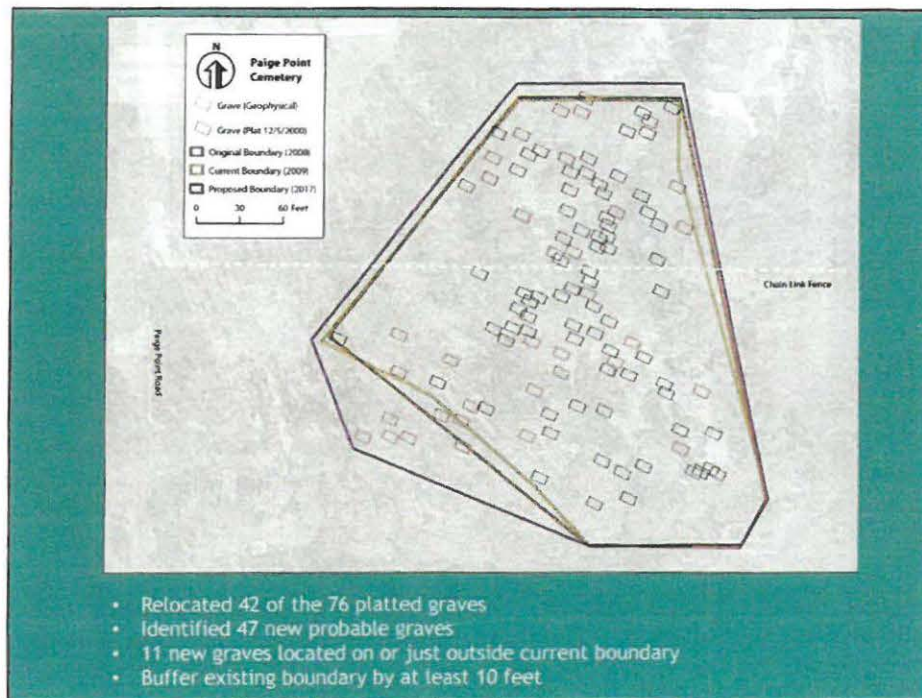 N
Paige Point
Cemetery
Grave (Geophysical)
Grave (Plat 12/5/2000)
Original Boundary (2008)
Current Boundary (2009)
Proposed Boundary (2017)
0 30 60 Feet
Chain Link Fence
Paige Point Road
• Relocated 42 of the 76 platted graves
• Identified 47 new probable graves
• 11 new graves located on or just outside current boundary
• Buffer existing boundary by at least 10 feet